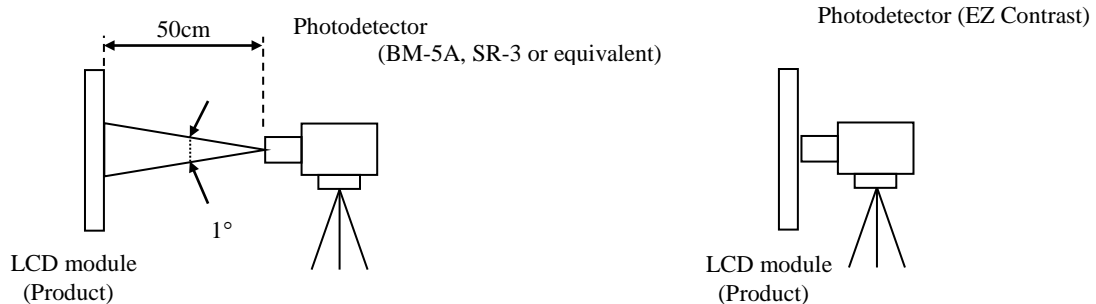 50cm
Photodetector
(BM-5A, SR-3 or equivalent)
1°
LCD module
(Product)
Photodetector (EZ Contrast)
LCD module
(Product)